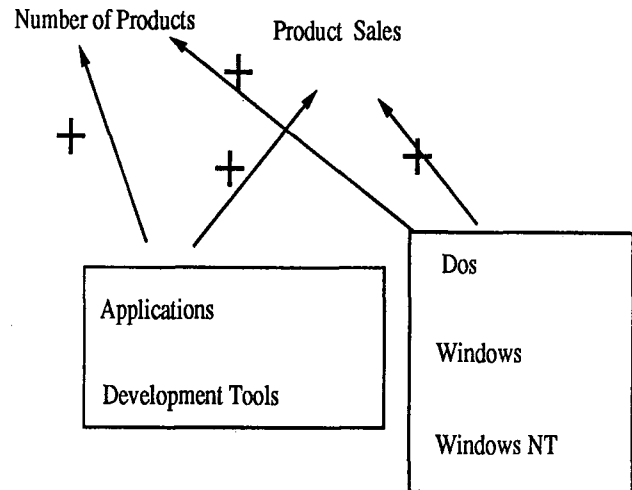 Number of Products
Product Sales
+
+
+
+
Applications
Development Tools
Dos
Windows
Windows NT